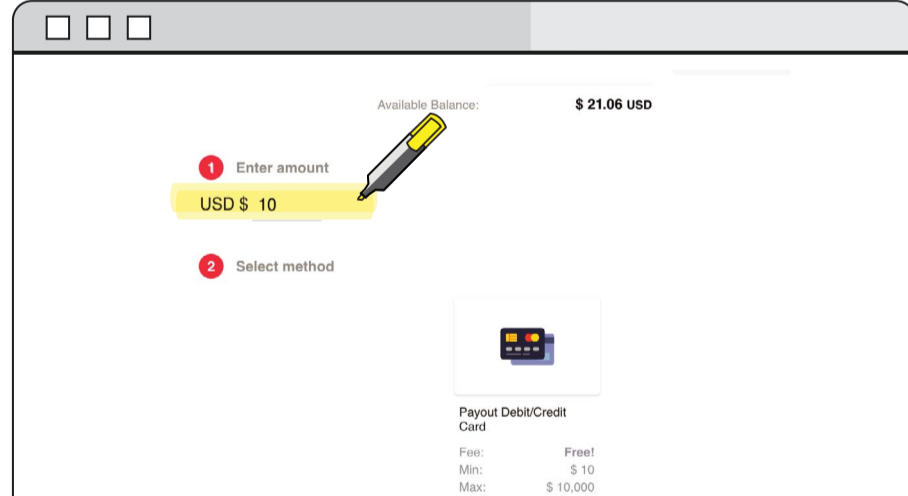 Available Balance: $ 21.06 USD
1 Enter amount
USD $ 10
2 Select method
Payout Debit/Credit
Card
Fee: Free!
Min: $ 10
Max: $ 10,000